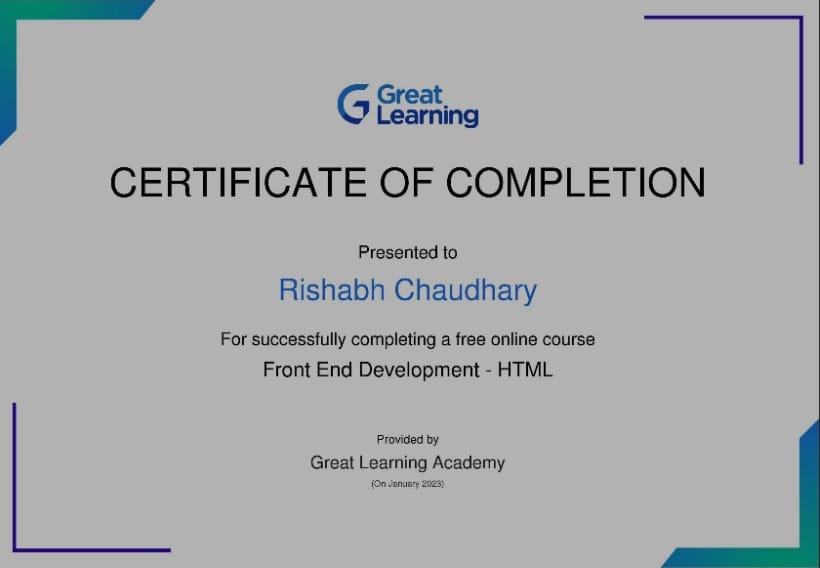 Great
Learning
CERTIFICATE OF COMPLETION
Presented to
Rishabh Chaudhary
For successfully completing a free online course
Front End Development - HTML
Provided by
Great Learning Academy
(On January 2023)